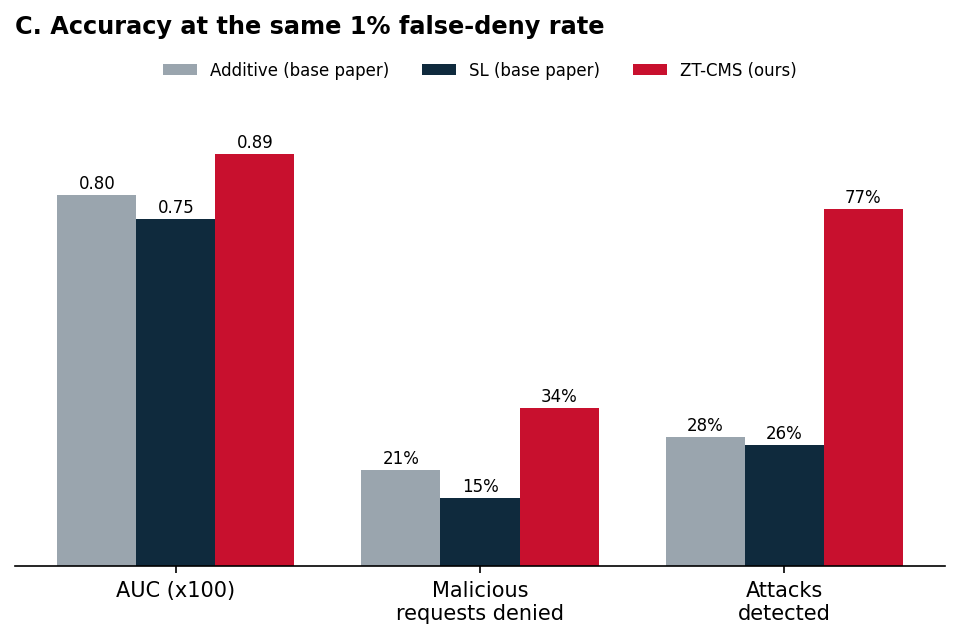 C. Accuracy at the same 1% false-deny rate
Additive (base paper)
SL (base paper)
ZT-CMS (ours)
0.80
0.75
0.89
21%
15%
34%
28%
26%
77%
AUC (x100)
Malicious
requests denied
Attacks
detected